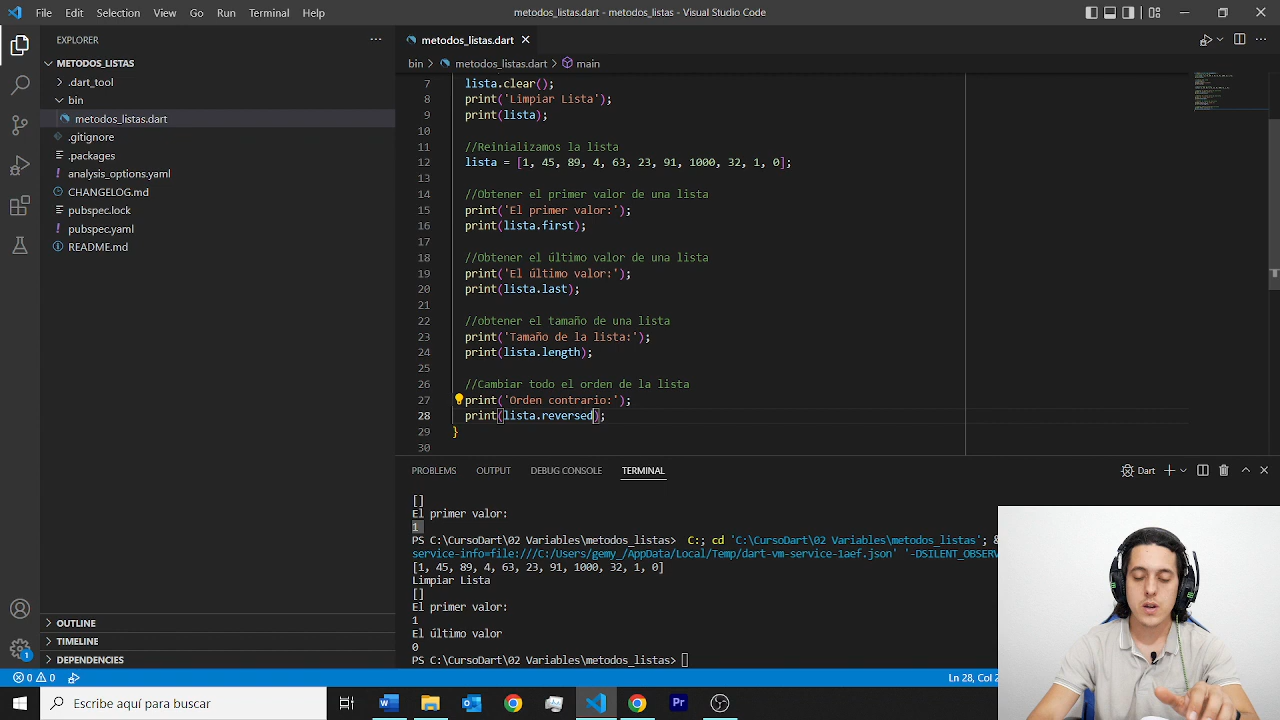 File Edit Selection View Go Run Terminal Help
metodos_listas.dart - metodos_listas - Visual Studio Code
EXPLORER
METODOS_LISTAS
.dart_tool
bin
metodos_listas.dart
.gitignore
.packages
analysis_options.yaml
CHANGELOG.md
pubspec.lock
pubspec.yaml
README.md
OUTLINE
TIMELINE
DEPENDENCIES
metodos_listas.dart
bin > metodos_listas.dart > main
7 lista.clear();
8 print('Limpiar Lista');
9 print(lista);
10
11 //Reinializamos la lista
12 lista = [1, 45, 89, 4, 63, 23, 91, 1000, 32, 1, 0];
13
14 //Obtener el primer valor de una lista
15 print('El primer valor:');
16 print(lista.first);
17
18 //Obtener el último valor de una lista
19 print('El último valor:');
20 print(lista.last);
21
22 //obtener el tamaño de una lista
23 print('Tamaño de la lista:');
24 print(lista.length);
25
26 //Cambiar todo el orden de la lista
27 print('Orden contrario:');
28 print(lista.reversed);
29 }
30
PROBLEMS OUTPUT DEBUG CONSOLE TERMINAL
Dart
[]
El primer valor:
1
PS C:\CursoDart\02 Variables\metodos_listas> C:; cd 'C:\CursoDart\02 Variables\metodos_listas'; &
service-info=file:///C:/Users/gemy_/AppData/Local/Temp/dart-vm-service-1aef.json' '-DSILENT_OBSERV
[1, 45, 89, 4, 63, 23, 91, 1000, 32, 1, 0]
Limpiar Lista
[]
El primer valor:
1
El último valor
0
PS C:\CursoDart\02 Variables\metodos_listas>
1
0 0
Ln 28, Col 2
Escribe aquí para buscar
Pr